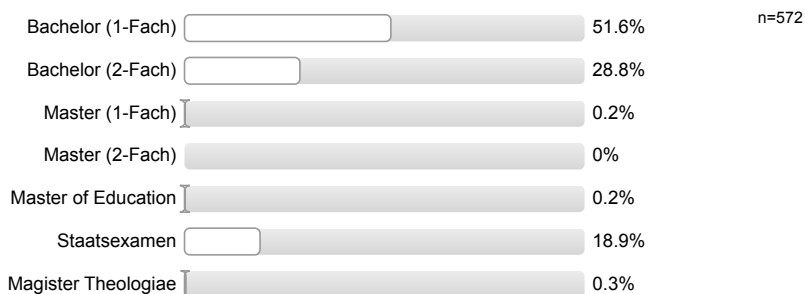 Bachelor (1-Fach) 51.6% n=572
Bachelor (2-Fach) 28.8%
Master (1-Fach) 0.2%
Master (2-Fach) 0%
Master of Education 0.2%
Staatsexamen 18.9%
Magister Theologiae 0.3%